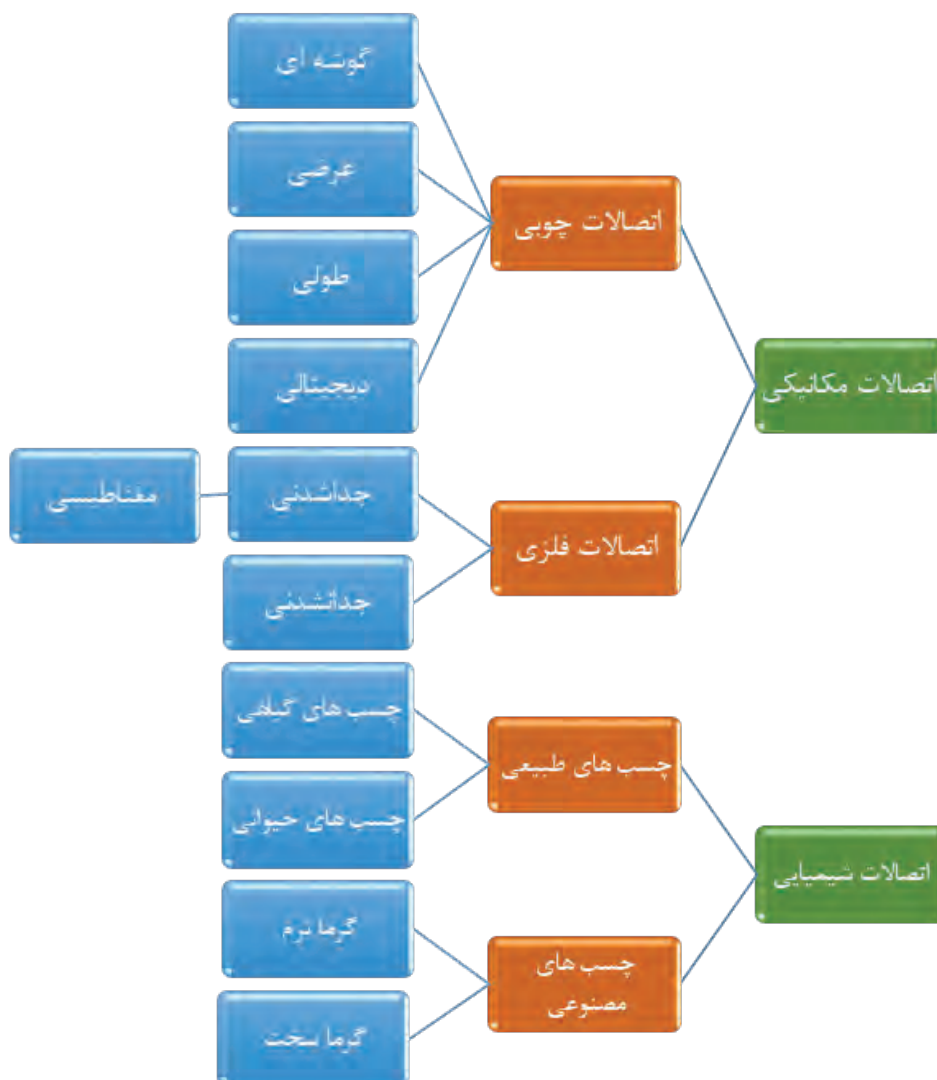 گوشه ای
عرضی
اتصالات چوبی
طولی
دیجیتالی
اتصالات مکانیکی
جداشدنی
مغناطیسی
اتصالات فلزی
جدانشدنی
چسب های گیاهی
چسب های طبیعی
چسب های حیوانی
اتصالات شیمیایی
گرما نرم
چسب های
مصنوعی
گرما سخت